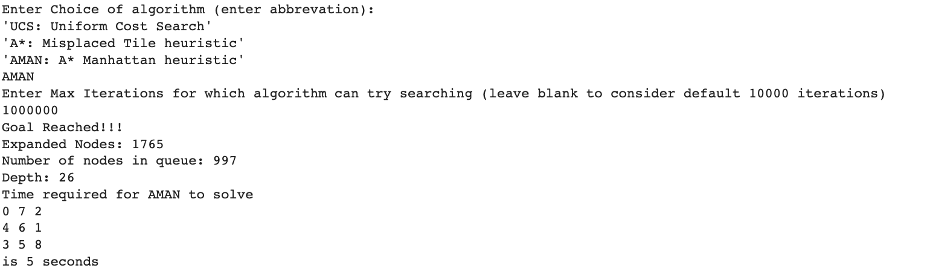 Enter Choice of algorithm (enter abbrevation):
'UCS: Uniform Cost Search'
'A*: Misplaced Tile heuristic'
'AMAN: A* Manhattan heuristic'
AMAN
Enter Max Iterations for which algorithm can try searching (leave blank to consider default 10000 iterations)
1000000
Goal Reached!!!
Expanded Nodes: 1765
Number of nodes in queue: 997
Depth: 26
Time required for AMAN to solve
0 7 2
4 6 1
3 5 8
is 5 seconds